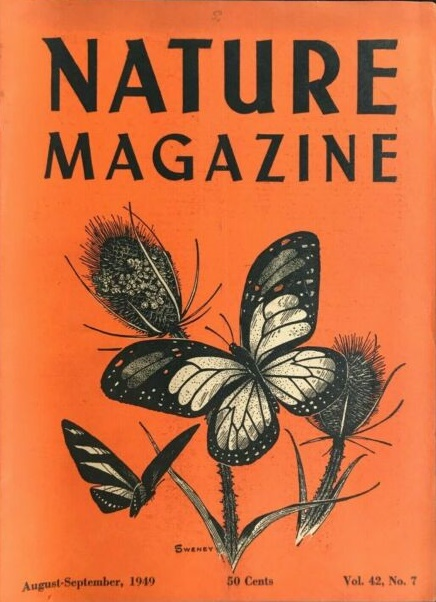 NATURE
MAGAZINE
SWENEY
August-September, 1949 50 Cents Vol. 42, No. 7